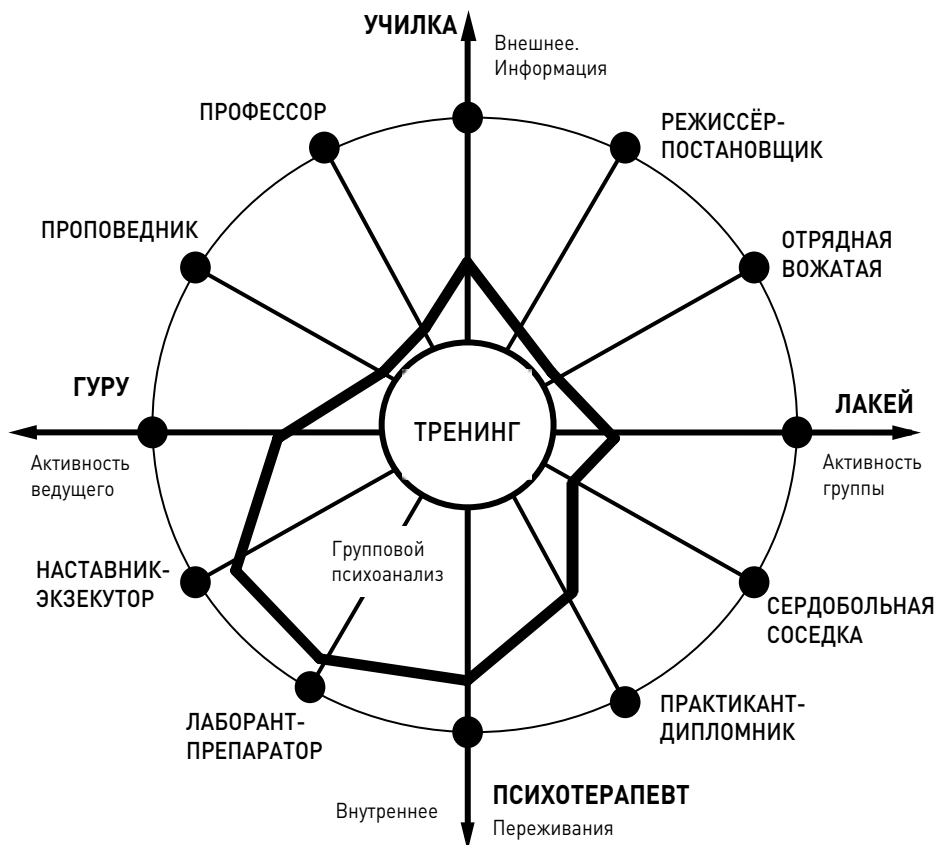 УЧИЛКА
Внешнее.
Информация
ПРОФЕССОР
РЕЖИССЁР-
ПОСТАНОВЩИК
ПРОПОВЕДНИК
ОТРЯДНАЯ
ВОЖАТАЯ
ГУРУ
Активность
ведущего
ТРЕНИНГ
ЛАКЕЙ
Активность
группы
НАСТАВНИК-
ЭКЗЕКУТОР
Групповой
психоанализ
СЕРДОБОЛЬНАЯ
СОСЕДКА
ЛАБОРАНТ-
ПРЕПАРАТОР
ПРАКТИКАНТ-
ДИПЛОМНИК
Внутреннее
ПСИХОТЕРАПЕВТ
Переживания